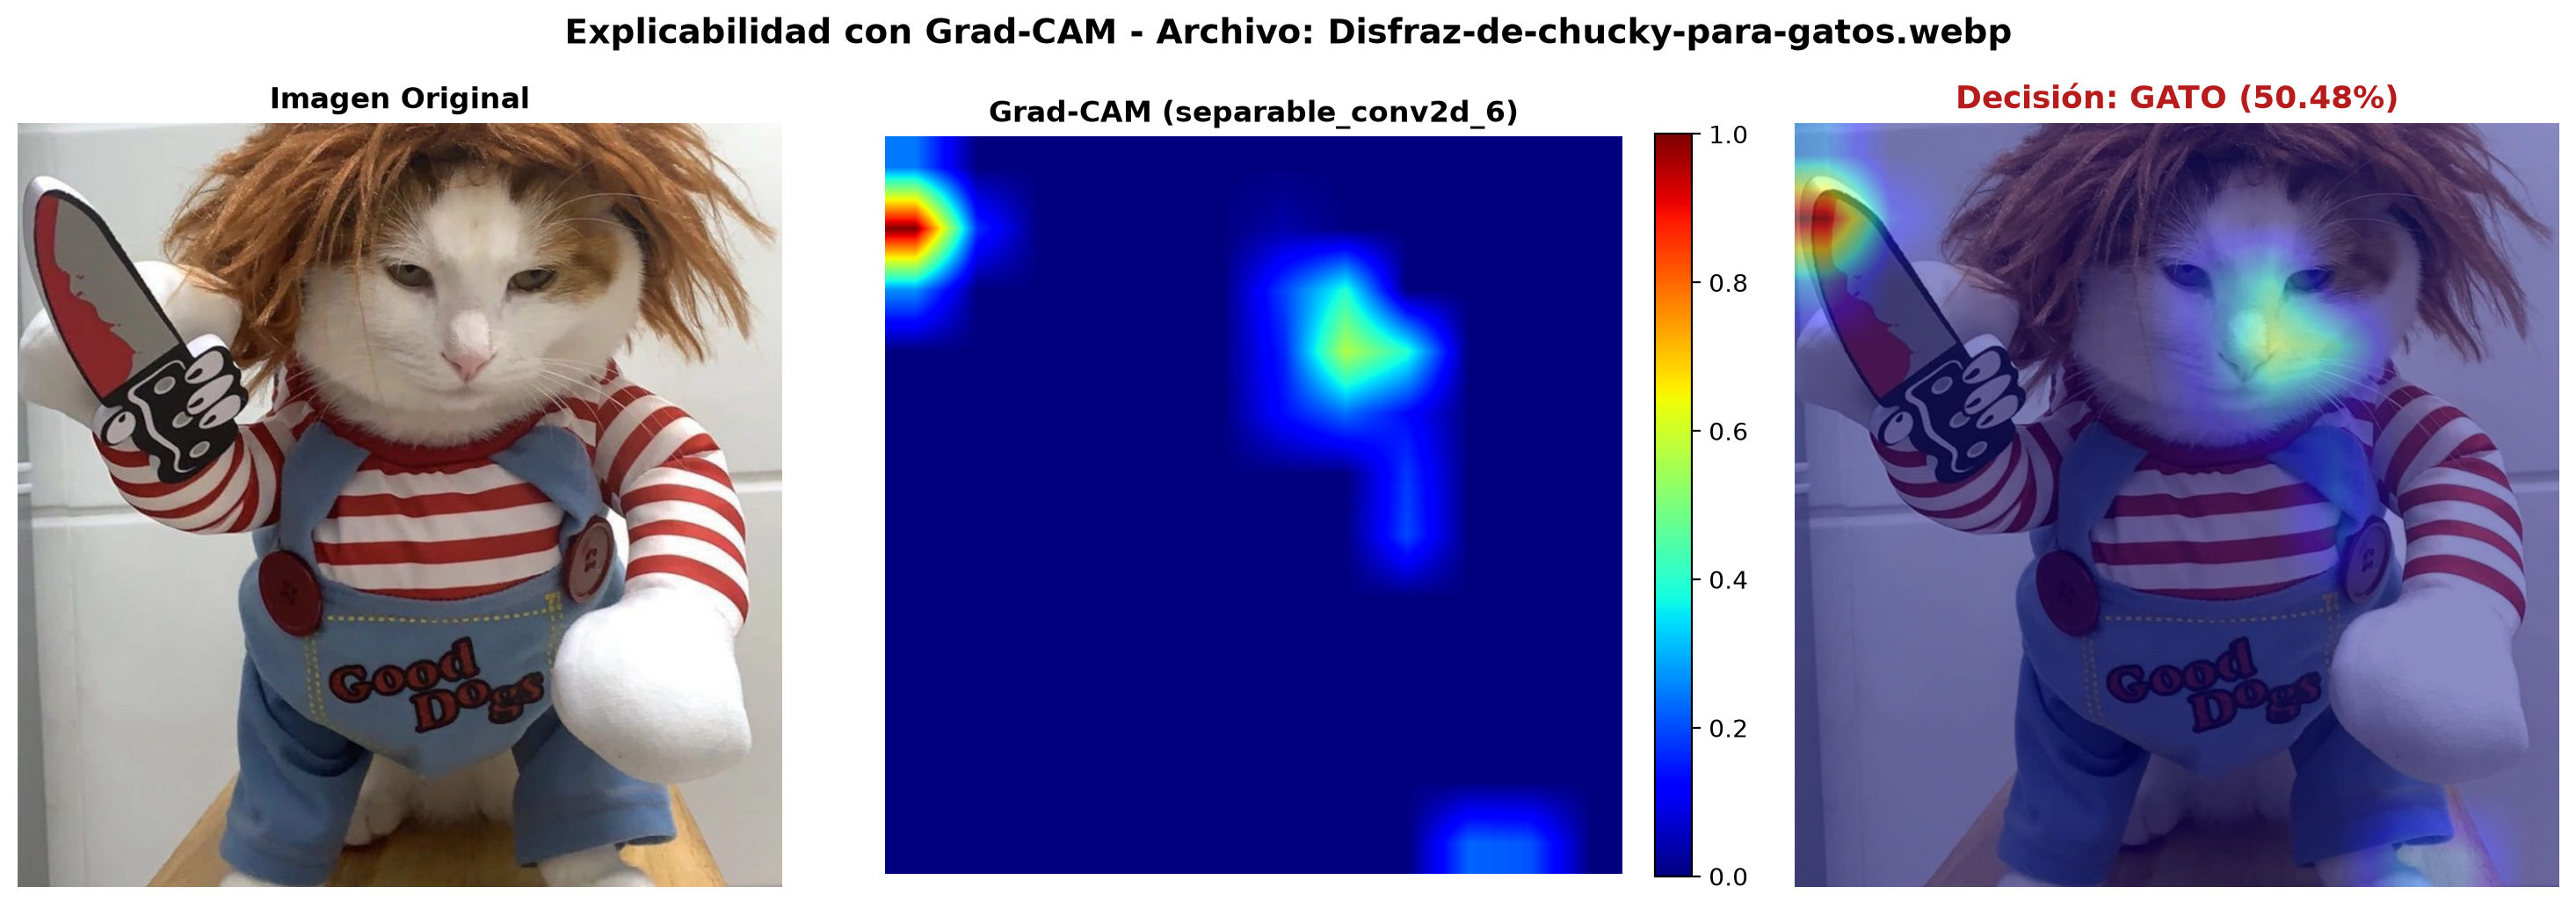 Explicabilidad con Grad-CAM - Archivo: Disfraz-de-chucky-para-gatos.webp
Imagen Original
Grad-CAM (separable_conv2d_6)
Decisión: GATO (50.48%)
1.0
0.8
0.6
0.4
0.2
0.0
Good
Dogs
Good
Dogs